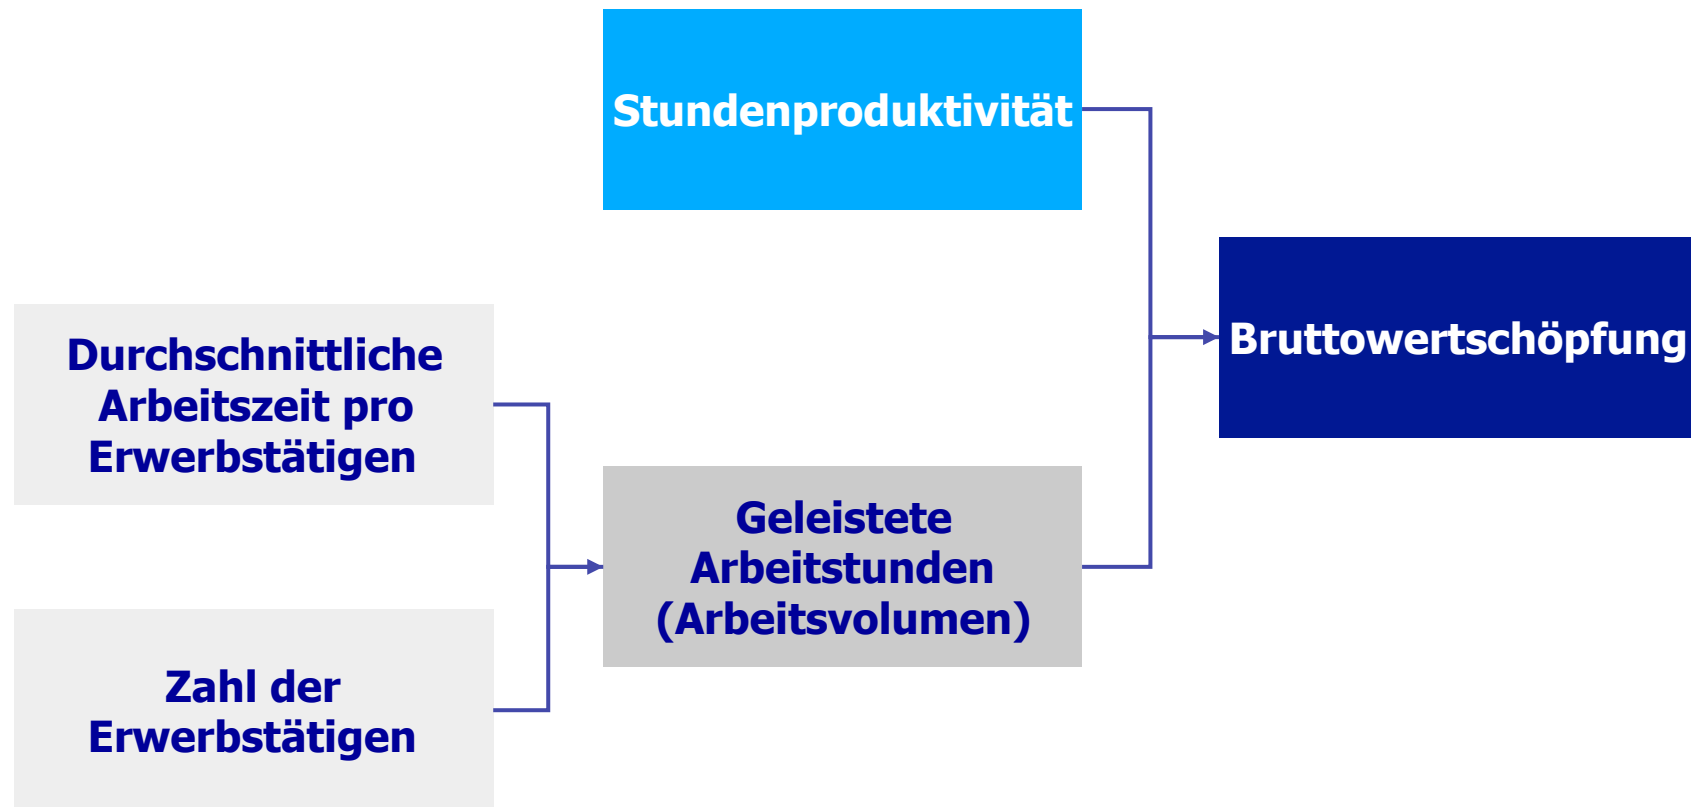 Stundenproduktivität
Bruttowertschöpfung
Durchschnittliche
Arbeitszeit pro
Erwerbstätigen
Geleistete
Arbeitstunden
(Arbeitsvolumen)
Zahl der
Erwerbstätigen